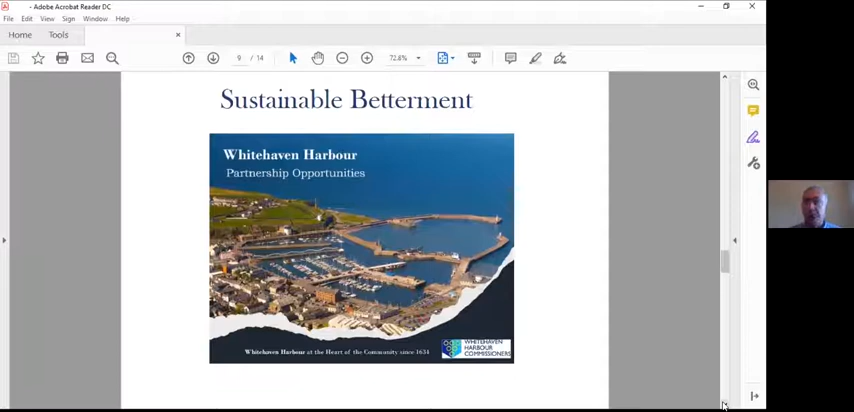 - Adobe Acrobat Reader DC
File Edit View Sign Window Help
Home Tools
9 / 14 72.8%
Sustainable Betterment
Whitehaven Harbour
Partnership Opportunities
Whitehaven Harbour at the Heart of the Community since 1634
WHITEHAVEN
HARBOUR
COMMISSIONERS